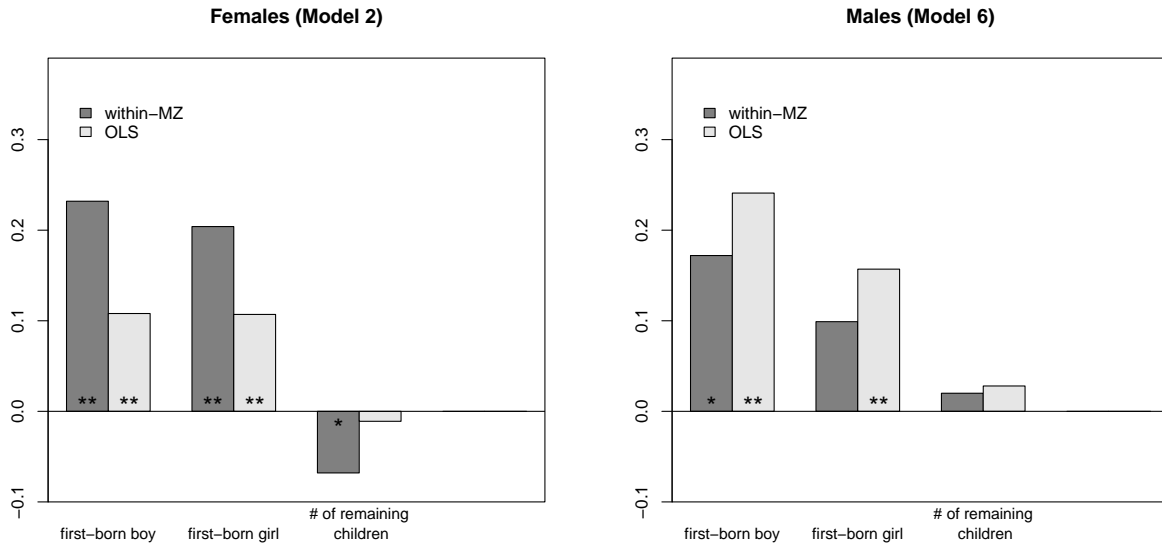 Females (Model 2)
within−MZ
OLS
0.3
0.2
0.1
0.0
−0.1
** ** ** ** *
first−born boy first−born girl # of remaining
children
Males (Model 6)
within−MZ
OLS
0.3
0.2
0.1
0.0
−0.1
* ** **
first−born boy first−born girl # of remaining
children